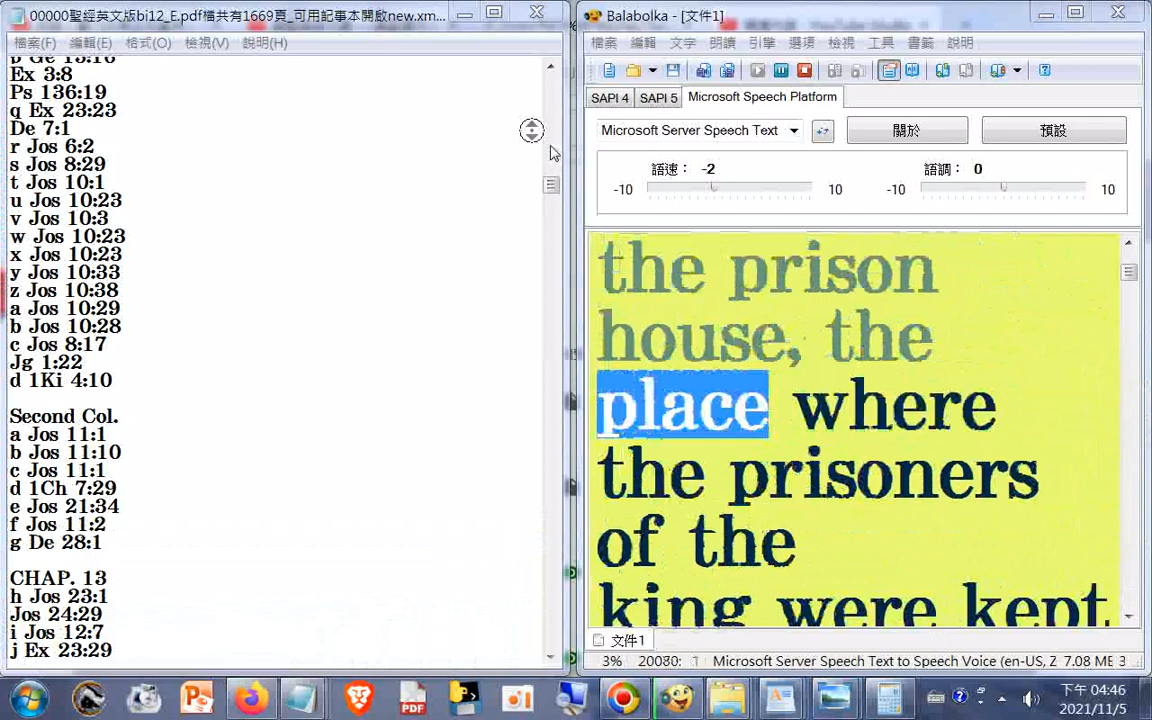 00000聖經英文版bi12_E.pdf檔共有1669頁_可用記事本開啟new.xm...
檔案(F) 編輯(E) 格式(O) 檢視(V) 說明(H)
p Ge 15:18
Ex 3:8
Ps 136:19
q Ex 23:23
De 7:1
r Jos 6:2
s Jos 8:29
t Jos 10:1
u Jos 10:23
v Jos 10:3
w Jos 10:23
x Jos 10:23
y Jos 10:33
z Jos 10:38
a Jos 10:29
b Jos 10:28
c Jos 8:17
Jg 1:22
d 1Ki 4:10
Second Col.
a Jos 11:1
b Jos 11:10
c Jos 11:1
d 1Ch 7:29
e Jos 21:34
f Jos 11:2
g De 28:1
CHAP. 13
h Jos 23:1
Jos 24:29
i Jos 12:7
j Ex 23:29
Balabolka - [文件1]
檔案 編輯 文字 朗讀 引擎 選項 檢視 工具 書籤 說明
SAPI 4 SAPI 5 Microsoft Speech Platform
Microsoft Server Speech Text 關於 預設
語速： -2 語調： 0
-10 10 -10 10
the prison
house, the
place where
the prisoners
of the
king were kept
文件1
3% 20080: 1 Microsoft Server Speech Text to Speech Voice (en-US, Z 7.08 MB 3
下午 04:46
2021/11/5